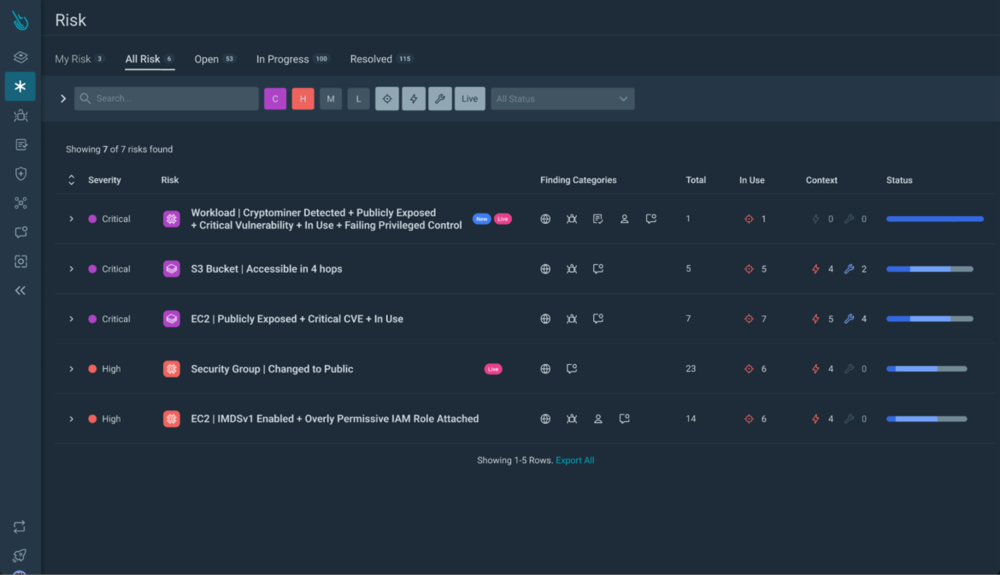 Risk
My Risk 3 All Risk 6 Open 53 In Progress 100 Resolved 115
Search... C H M L Live All Status
Showing 7 of 7 risks found
Severity Risk Finding Categories Total In Use Context Status
Critical Workload | Cryptominer Detected + Publicly Exposed
+ Critical Vulnerability + In Use + Failing Privileged Control New Live 1 1 0 0
Critical S3 Bucket | Accessible in 4 hops 5 5 4 2
Critical EC2 | Publicly Exposed + Critical CVE + In Use 7 7 5 4
High Security Group | Changed to Public Live 23 6 4 0
High EC2 | IMDSv1 Enabled + Overly Permissive IAM Role Attached 14 6 4 0
Showing 1-5 Rows. Export All